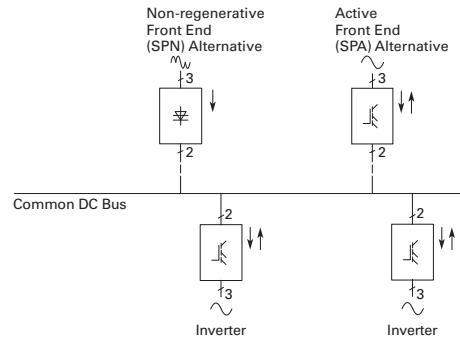 Non-regenerative
Front End
(SPN) Alternative
Active
Front End
(SPA) Alternative
3
3
2
2
Common DC Bus
2
2
3
3
Inverter
Inverter